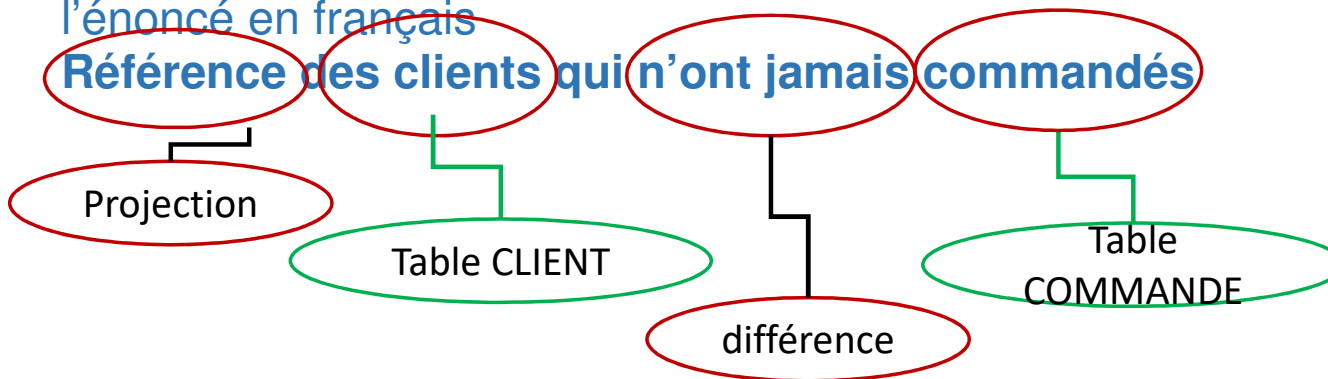 l’énoncé en français
Référence des clients qui n’ont jamais commandés
Projection
Table CLIENT
Table
COMMANDE
différence